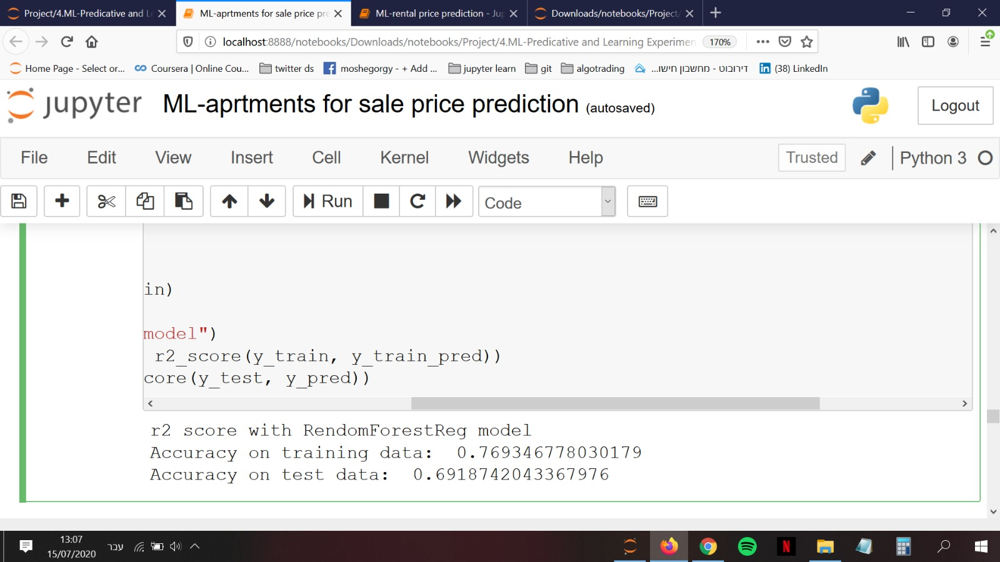 Project/4.ML-Predicative and Le
ML-aprtments for sale price pre
ML-rental price prediction - Jup
Downloads/notebooks/Project/
localhost:8888/notebooks/Downloads/notebooks/Project/4.ML-Predicative and Learning Experimen
170%
Home Page - Select or...
Coursera | Online Cou...
twitter ds
moshegorgy - + Add ...
jupyter learn
git
algotrading
דירובוט - מחשבון חישו...
(38) LinkedIn
jupyter
ML-aprtments for sale price prediction (autosaved)
Logout
File Edit View Insert Cell Kernel Widgets Help
Trusted
Python 3
Run
Code
in)
model")
r2_score(y_train, y_train_pred))
core(y_test, y_pred))
r2 score with RendomForestReg model
Accuracy on training data:  0.769346778030179
Accuracy on test data:  0.6918742043367976
13:07
15/07/2020
עבר